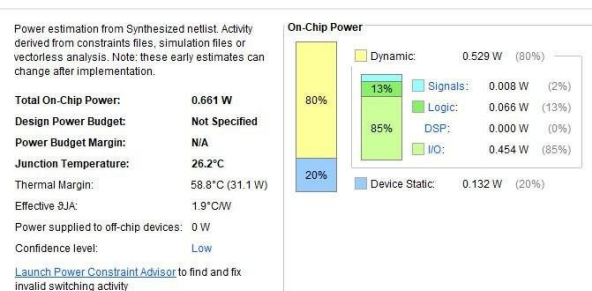 Power estimation from Synthesized netlist. Activity
derived from constraints files, simulation files or
vectorless analysis. Note: these early estimates can
change after implementation.
Total On-Chip Power: 0.661 W
Design Power Budget: Not Specified
Power Budget Margin: N/A
Junction Temperature: 26.2°C
Thermal Margin: 58.8°C (31.1 W)
Effective ϑJA: 1.9°C/W
Power supplied to off-chip devices: 0 W
Confidence level: Low
Launch Power Constraint Advisor to find and fix
invalid switching activity
On-Chip Power
Dynamic: 0.529 W (80%)
80%
20%
13%
85%
Signals: 0.008 W (2%)
Logic: 0.066 W (13%)
DSP: 0.000 W (0%)
I/O: 0.454 W (85%)
Device Static: 0.132 W (20%)